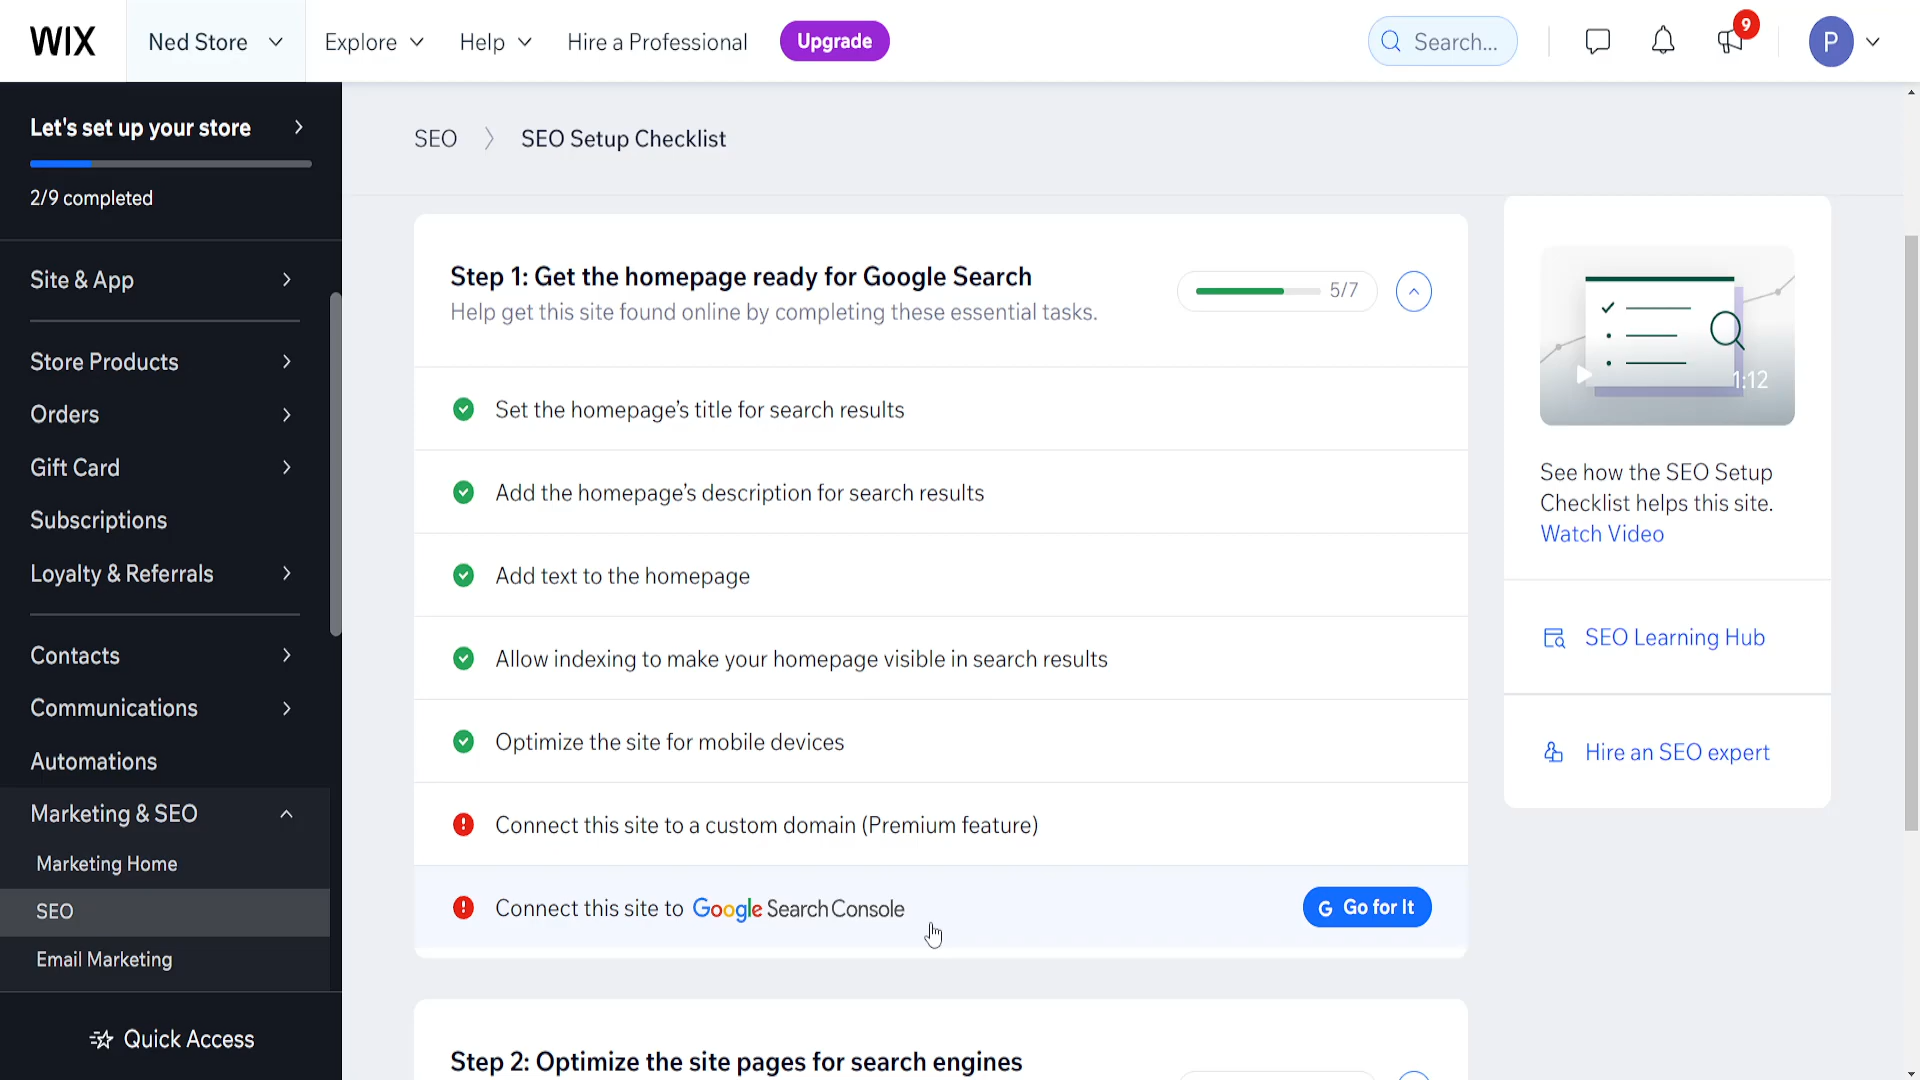 WIX
Ned Store
Explore
Help
Hire a Professional
Upgrade
Search...
9
P
Let's set up your store
2/9 completed
Site & App
Store Products
Orders
Gift Card
Subscriptions
Loyalty & Referrals
Contacts
Communications
Automations
Marketing & SEO
Marketing Home
SEO
Email Marketing
Quick Access
SEO
SEO Setup Checklist
Step 1: Get the homepage ready for Google Search
Help get this site found online by completing these essential tasks.
5/7
Set the homepage's title for search results
Add the homepage's description for search results
Add text to the homepage
Allow indexing to make your homepage visible in search results
Optimize the site for mobile devices
Connect this site to a custom domain (Premium feature)
Connect this site to Google Search Console
G Go for It
Step 2: Optimize the site pages for search engines
1:12
See how the SEO Setup
Checklist helps this site.
Watch Video
SEO Learning Hub
Hire an SEO expert